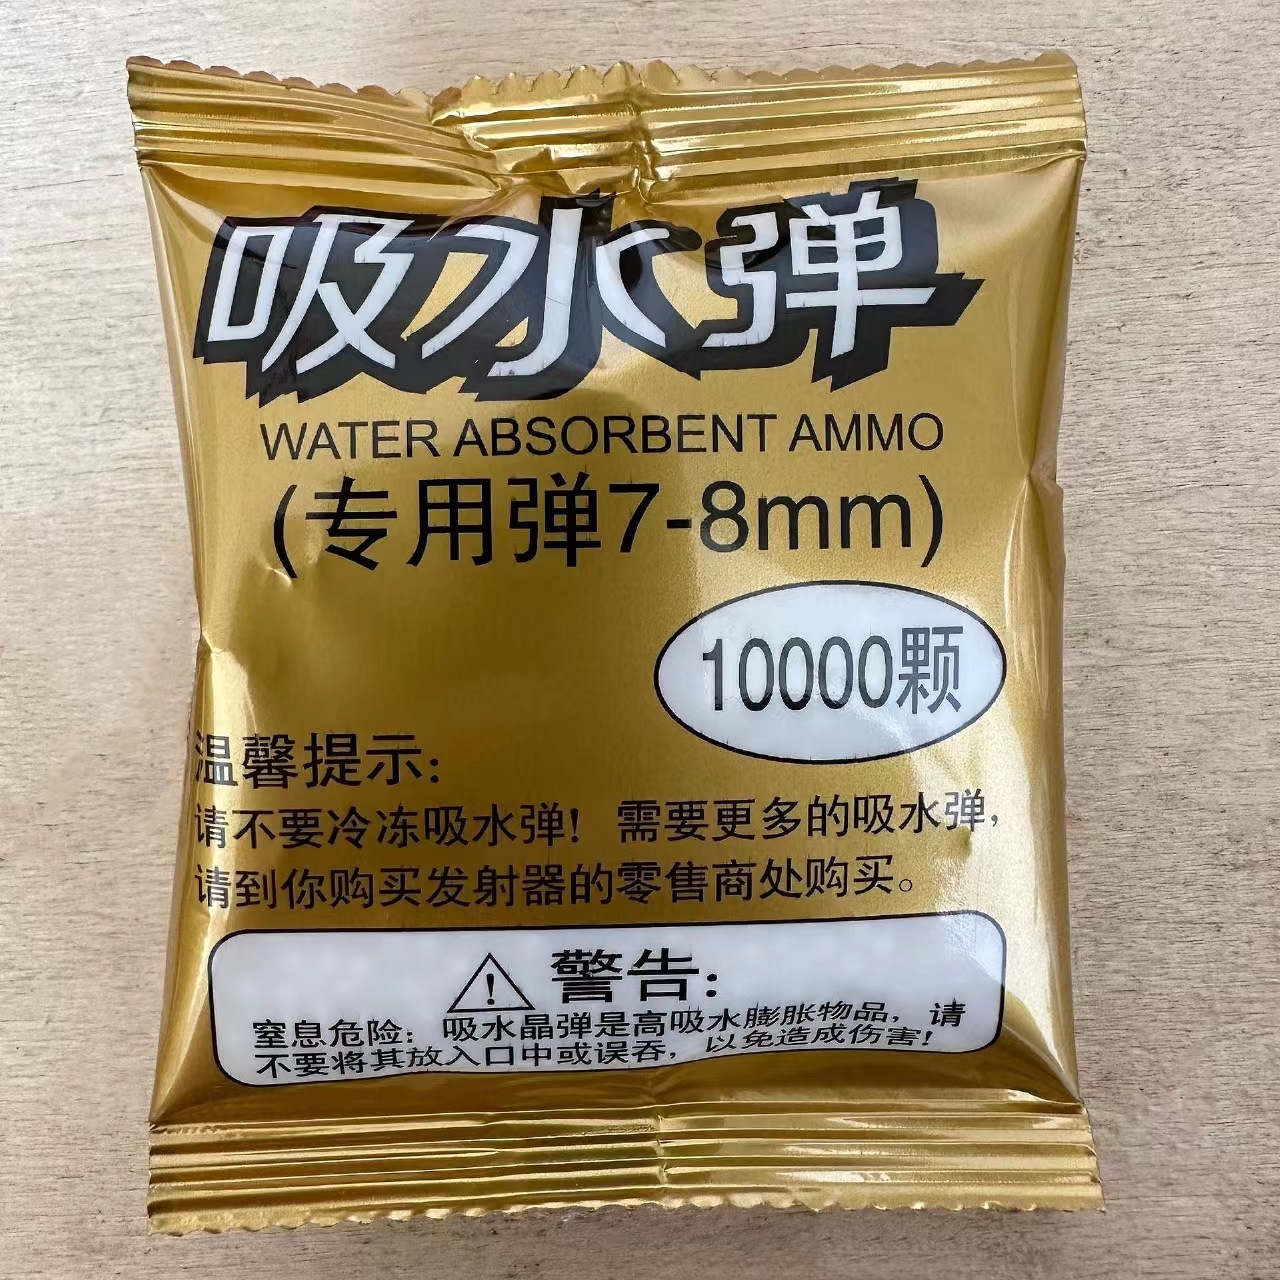 吸水弹
WATER ABSORBENT AMMO
(专用弹7-8mm)
10000颗
温馨提示:
请不要冷冻吸水弹！需要更多的吸水弹，
请到你购买发射器的零售商处购买。
警告:
窒息危险：吸水晶弹是高吸水膨胀物品，请
不要将其放入口中或误吞，以免造成伤害！